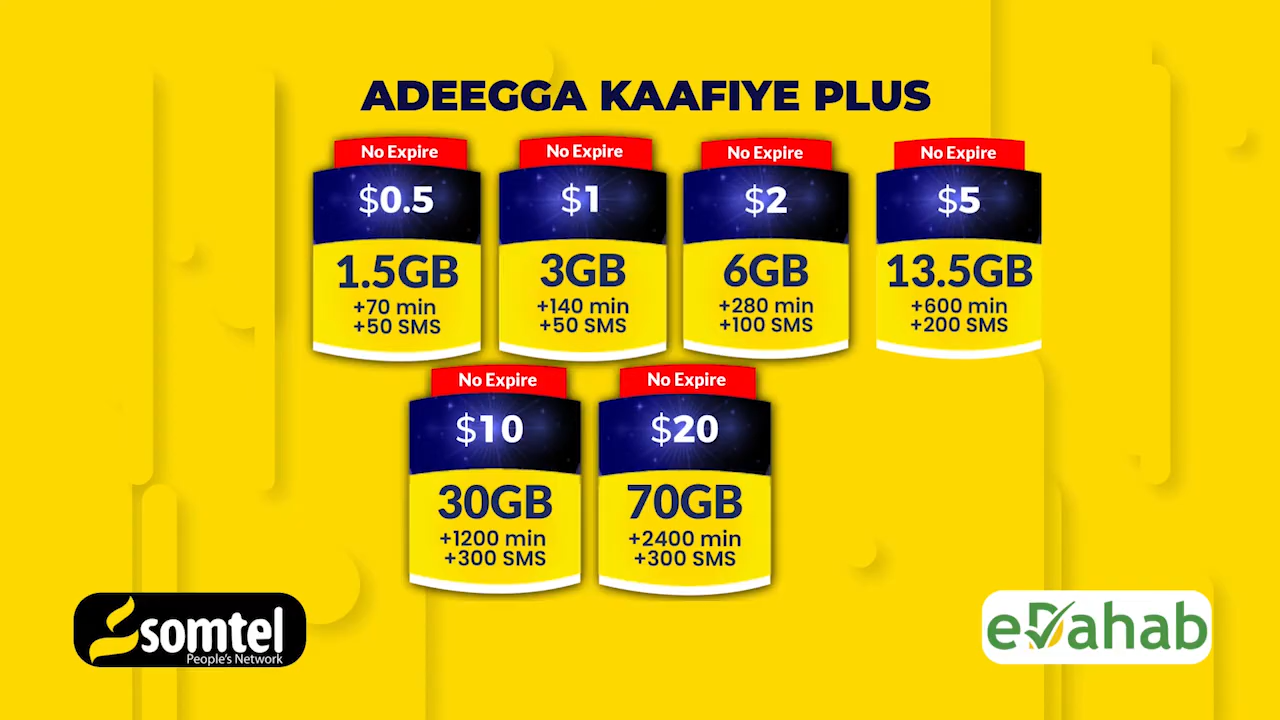 ADEEGGA KAAFIYE PLUS
No Expire
$0.5
1.5GB
+70 min
+50 SMS
No Expire
$1
3GB
+140 min
+50 SMS
No Expire
$2
6GB
+280 min
+100 SMS
No Expire
$5
13.5GB
+600 min
+200 SMS
No Expire
$10
30GB
+1200 min
+300 SMS
No Expire
$20
70GB
+2400 min
+300 SMS
somtel
People's Network
eDahab